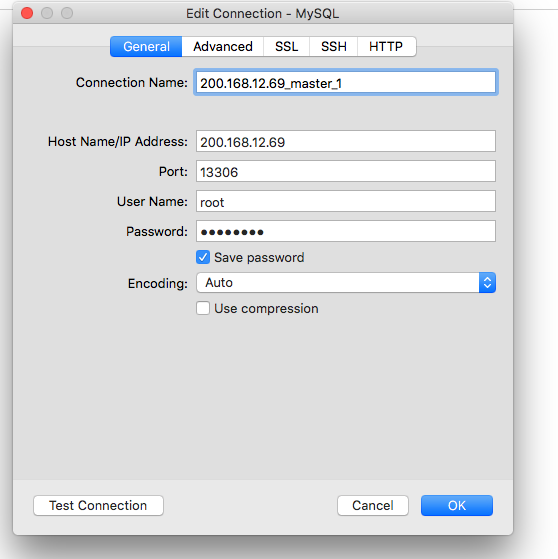 Edit Connection - MySQL
General Advanced SSL SSH HTTP
Connection Name: 200.168.12.69_master_1
Host Name/IP Address: 200.168.12.69
Port: 13306
User Name: root
Password: ●●●●●●●●
Save password
Encoding: Auto
Use compression
Test Connection Cancel OK